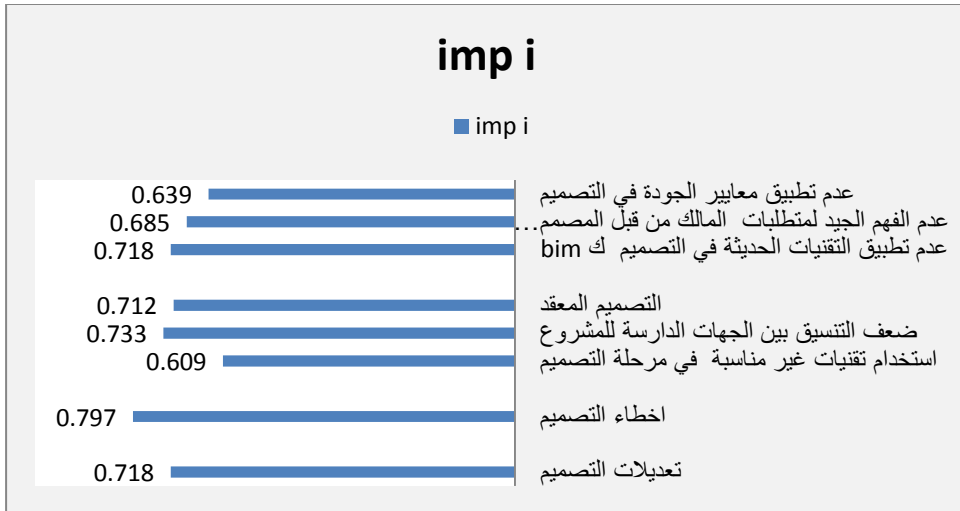 imp i
imp i
عدم تطبيق معايير الجودة في التصميم
0.639
عدم الفهم الجيد لمتطلبات المالك من قبل المصمم...
0.685
عدم تطبيق التقنيات الحديثة في التصميم ك bim
0.718
التصميم المعقد
0.712
ضعف التنسيق بين الجهات الدارسة للمشروع
0.733
استخدام تقنيات غير مناسبة في مرحلة التصميم
0.609
اخطاء التصميم
0.797
تعديلات التصميم
0.718